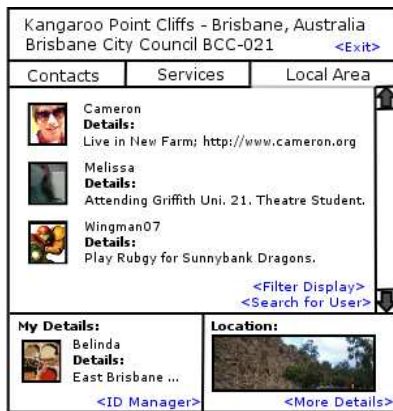 Kangaroo Point Cliffs - Brisbane, Australia
Brisbane City Council BCC-021
<Exit>
Contacts Services Local Area
Cameron
Details:
Live in New Farm; http://www.cameron.org
Melissa
Details:
Attending Griffith Uni. 21. Theatre Student.
Wingman07
Details:
Play Rubgy for Sunnybank Dragons.
<Filter Display>
<Search for User>
My Details:
Belinda
Details:
East Brisbane ...
<ID Manager>
Location:
<More Details>